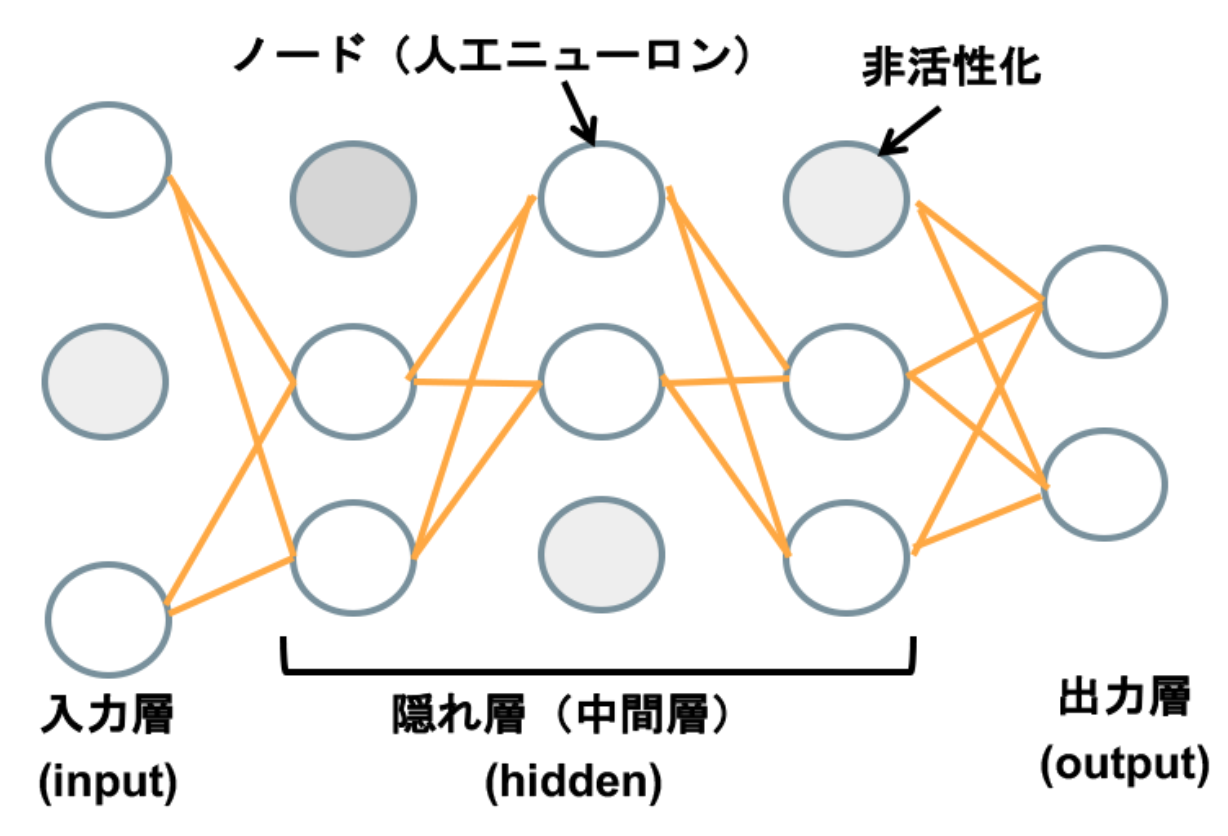 ノード（人工ニューロン）
非活性化
入力層
(input)
隠れ層（中間層）
(hidden)
出力層
(output)